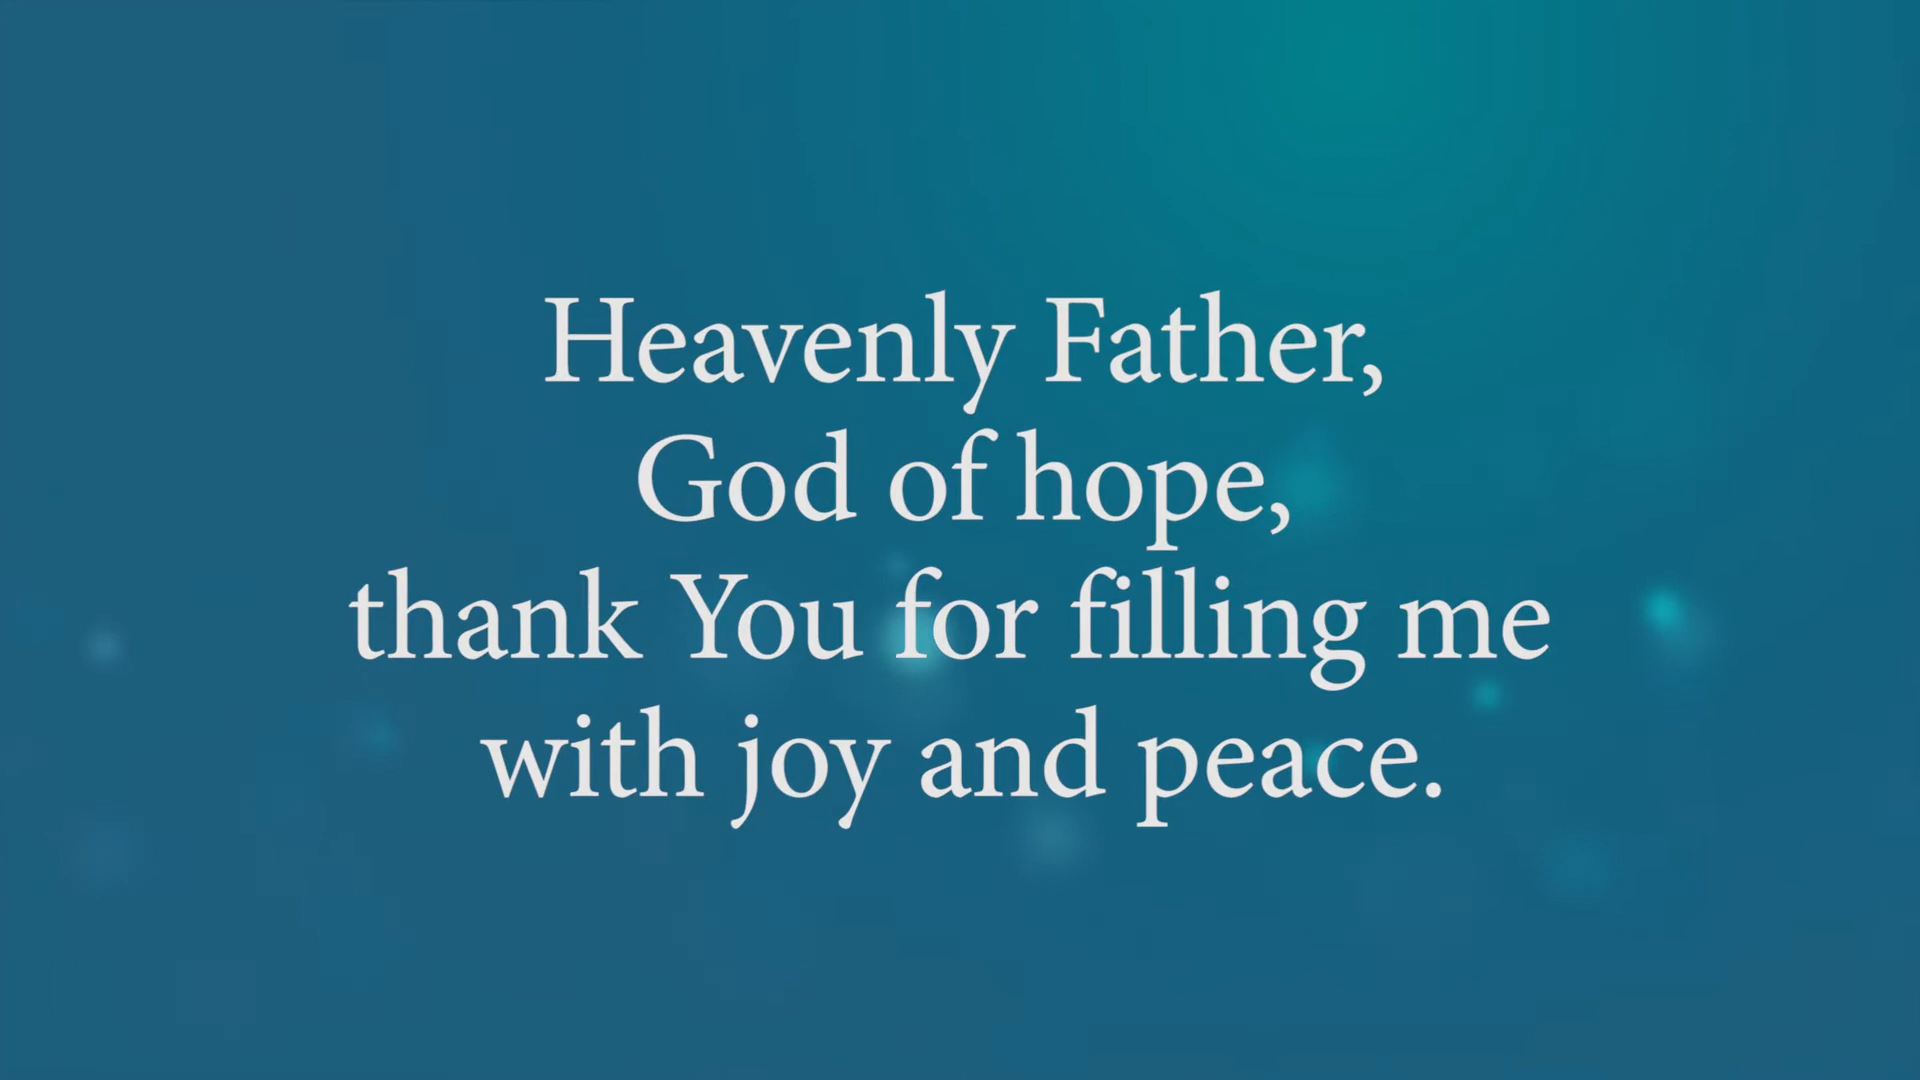 Heavenly Father,
God of hope,
thank You for filling me
with joy and peace.